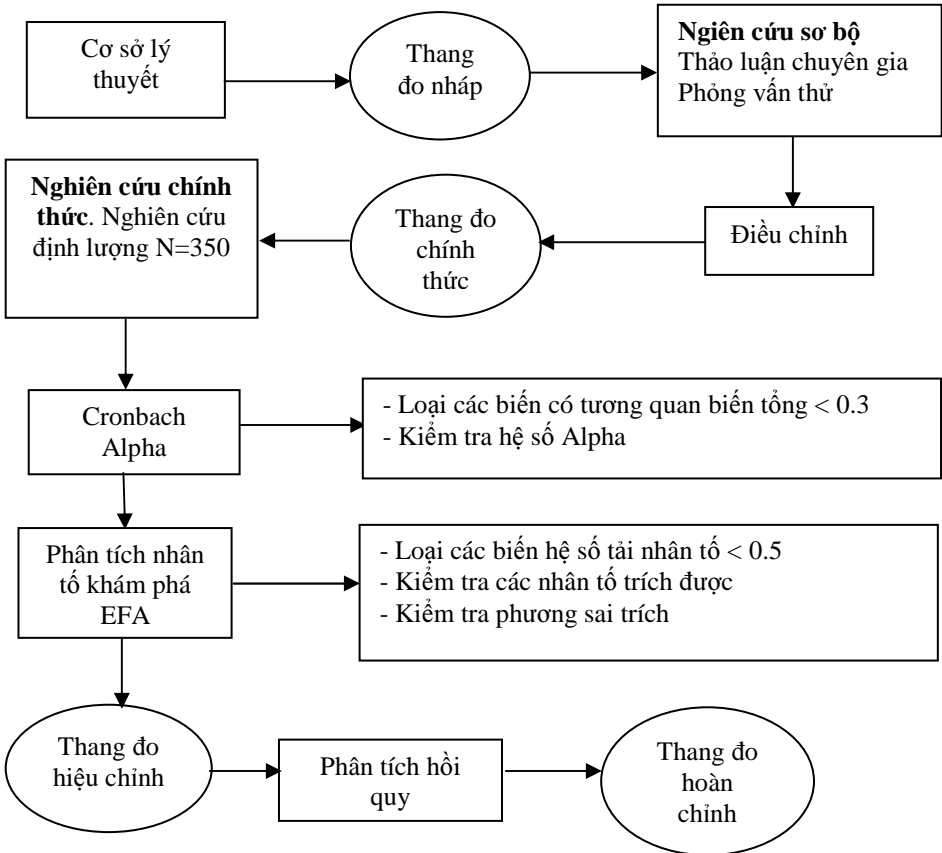 Cơ sở lý
thuyết
Thang
đo nháp
Ngiên cứu sơ bộ
Thảo luận chuyên gia
Phỏng vấn thử
Nghiên cứu chính
thức. Nghiên cứu
định lượng N=350
Thang đo
chính
thức
Điều chỉnh
Cronbach
Alpha
- Loại các biến có tương quan biến tổng < 0.3
- Kiểm tra hệ số Alpha
Phân tích nhân
tố khám phá
EFA
- Loại các biến hệ số tải nhân tố < 0.5
- Kiểm tra các nhân tố trích được
- Kiểm tra phương sai trích
Thang đo
hiệu chỉnh
Phân tích hồi
quy
Thang đo
hoàn
chỉnh